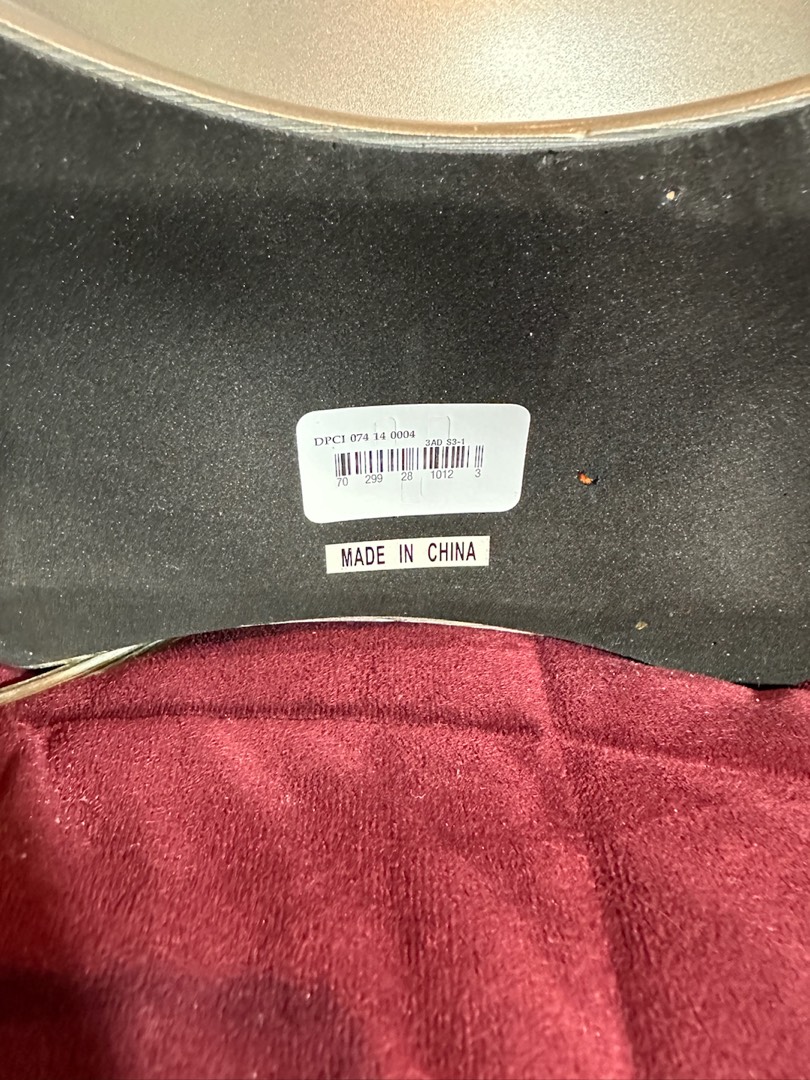 DPCI 074 14 0004
3AD S3-1
70 299 28 1012 3
MADE IN CHINA